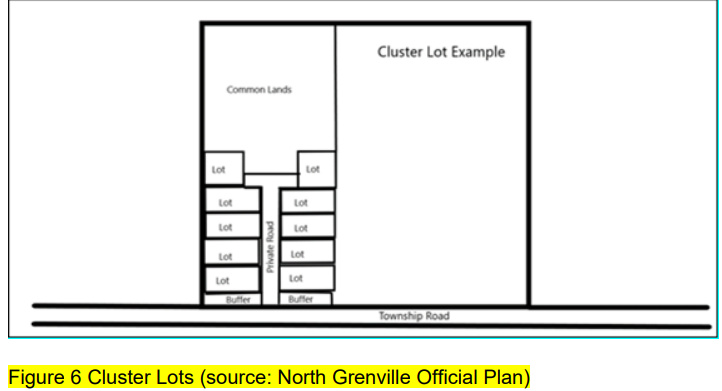 Cluster Lot Example
Common Lands
Lot
Lot
Lot
Lot
Lot
Lot
Lot
Lot
Lot
Lot
Private Road
Buffer
Buffer
Township Road
Figure 6 Cluster Lots (source: North Grenville Official Plan)